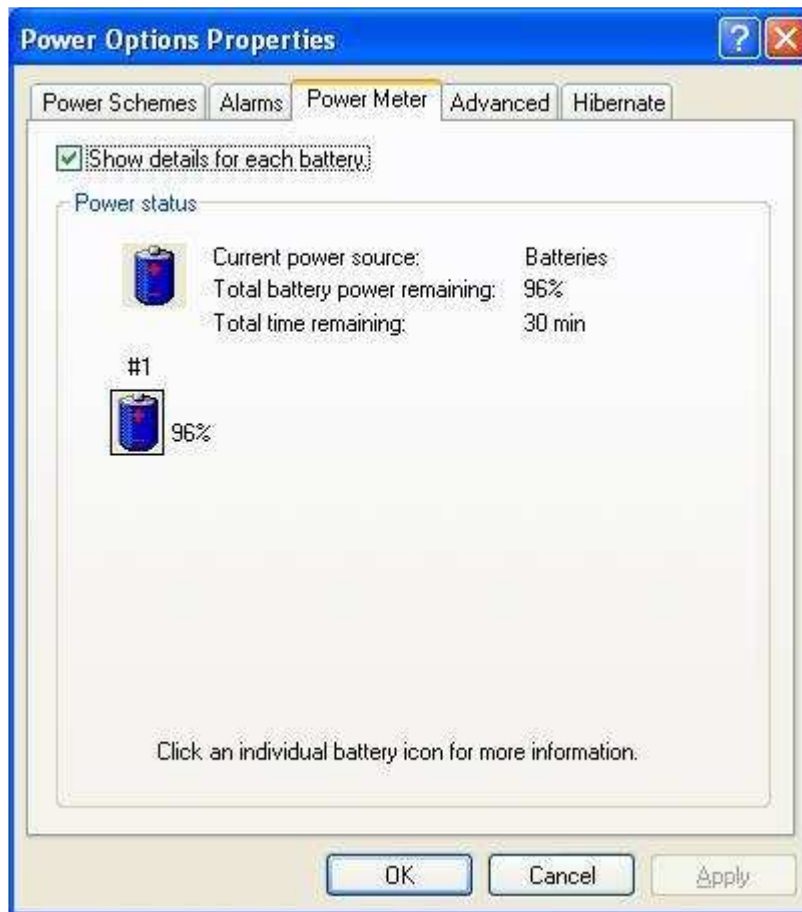 Power Options Properties
Power Schemes Alarms Power Meter Advanced Hibernate
Show details for each battery.
Power status
Current power source: Batteries
Total battery power remaining: 96%
Total time remaining: 30 min
#1
96%
Click an individual battery icon for more information.
OK Cancel Apply